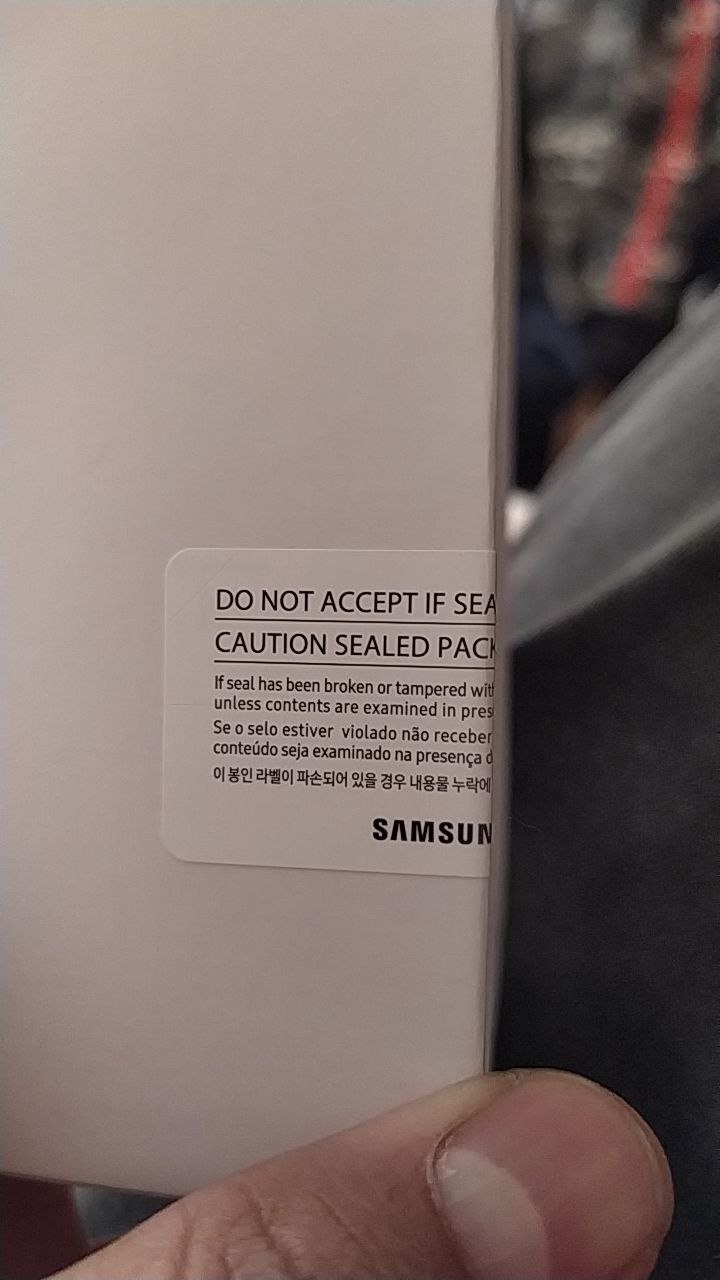 DO NOT ACCEPT IF SEA
CAUTION SEALED PACK
If seal has been broken or tampered with
unless contents are examined in pres
Se o selo estiver violado não receber
conteúdo seja examinado na presença d
이 봉인 라벨이 파손되어 있을 경우 내용물 누락에
SAMSUN